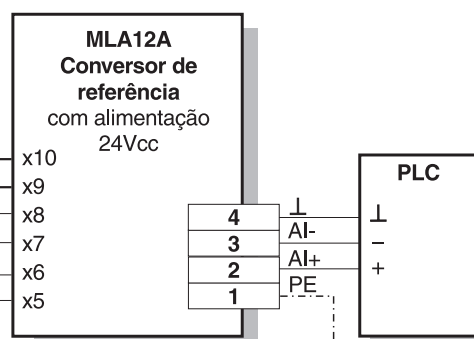 MLA12A
Conversor de
referência
com alimentação
24Vcc
x10
x9
x8
x7
x6
x5
4
3
2
1
⊥
AI-
AI+
PE
PLC
⊥
–
+